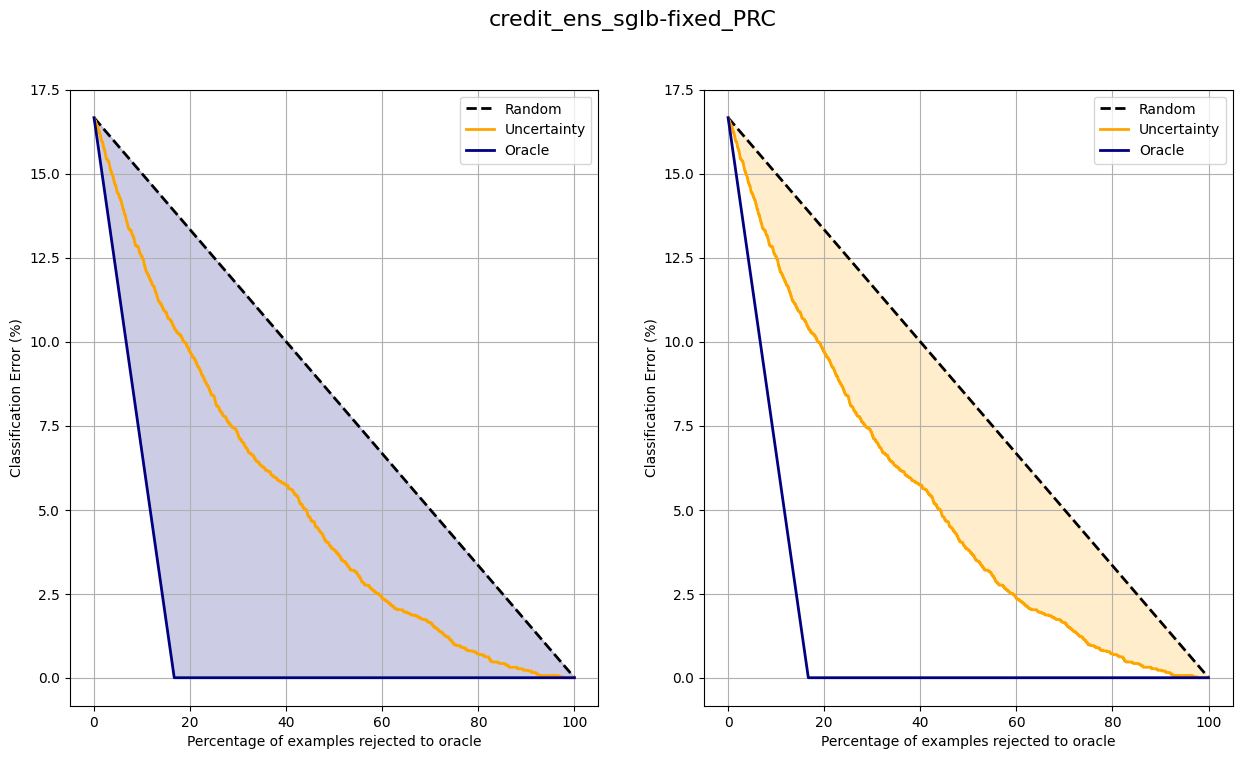 credit_ens_sglb-fixed_PRC
17.5
15.0
12.5
10.0
7.5
5.0
2.5
0.0
Classification Error (%)
0 20 40 60 80 100
Percentage of examples rejected to oracle
Random
Uncertainty
Oracle
17.5
15.0
12.5
10.0
7.5
5.0
2.5
0.0
Classification Error (%)
0 20 40 60 80 100
Percentage of examples rejected to oracle
Random
Uncertainty
Oracle